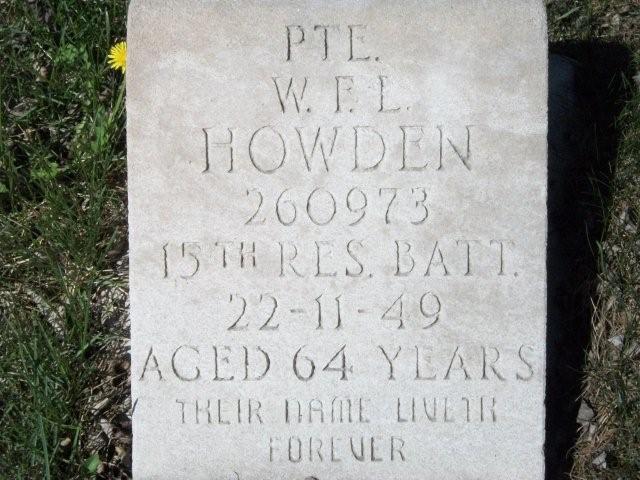 PTE.
W. F. L.
HOWDEN
260973
15TH RES. BATT.
22-11-49
AGED 64 YEARS
THEIR NAME LIVETH
FOREVER